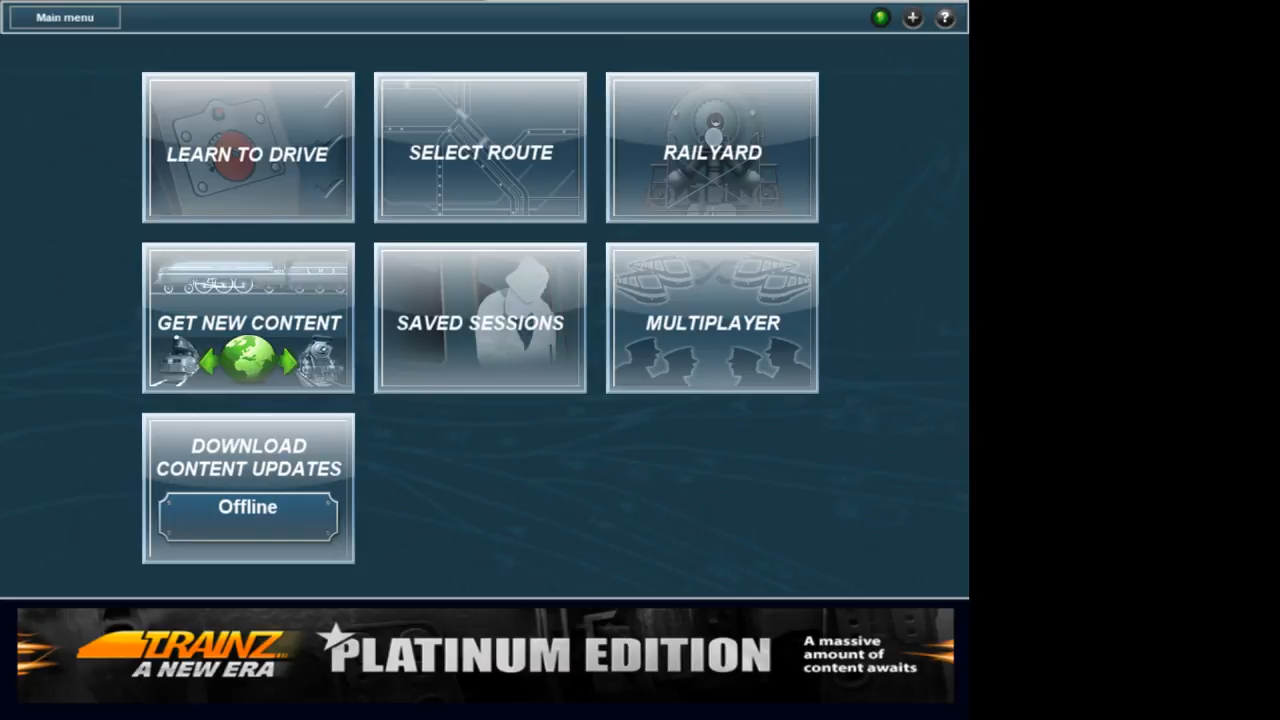 Main menu
LEARN TO DRIVE
SELECT ROUTE
RAILYARD
GET NEW CONTENT
SAVED SESSIONS
MULTIPLAYER
DOWNLOAD
CONTENT UPDATES
Offline
TRAINZ
A NEW ERA
PLATINUM EDITION
A massive
amount of
content awaits